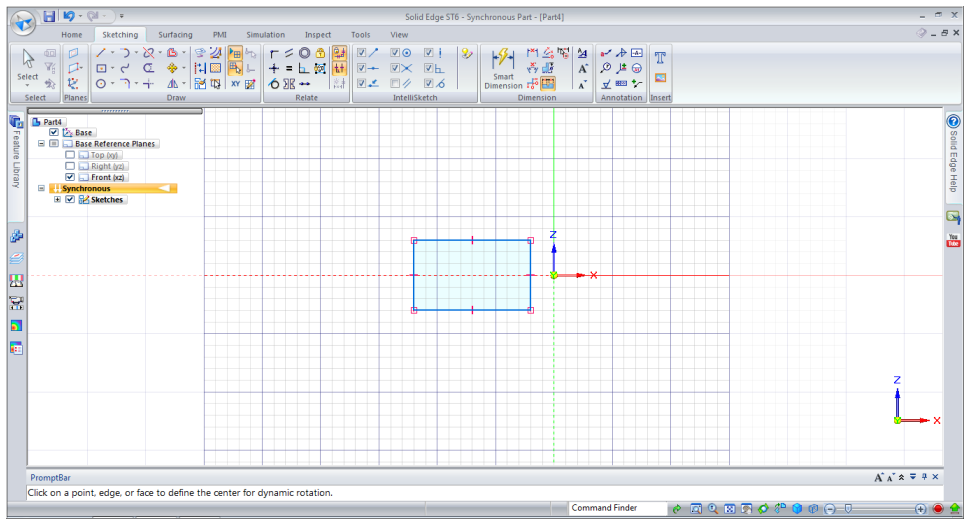 Solid Edge ST6 - Synchronous Part - [Part4]
Home Sketching Surfacing PMI Simulation Inspect Tools View
Select
Smart
Dimension
XY
A
A
T
Select Planes Draw Relate IntelliSketch Dimension Annotation Insert
Feature Library
Part4
Base
Base Reference Planes
Top (xy)
Right (yz)
Front (xz)
Synchronous
Sketches
Solid Edge Help
You
Tube
Z
X
Z
X
PromptBar
A A
Click on a point, edge, or face to define the center for dynamic rotation.
Command Finder